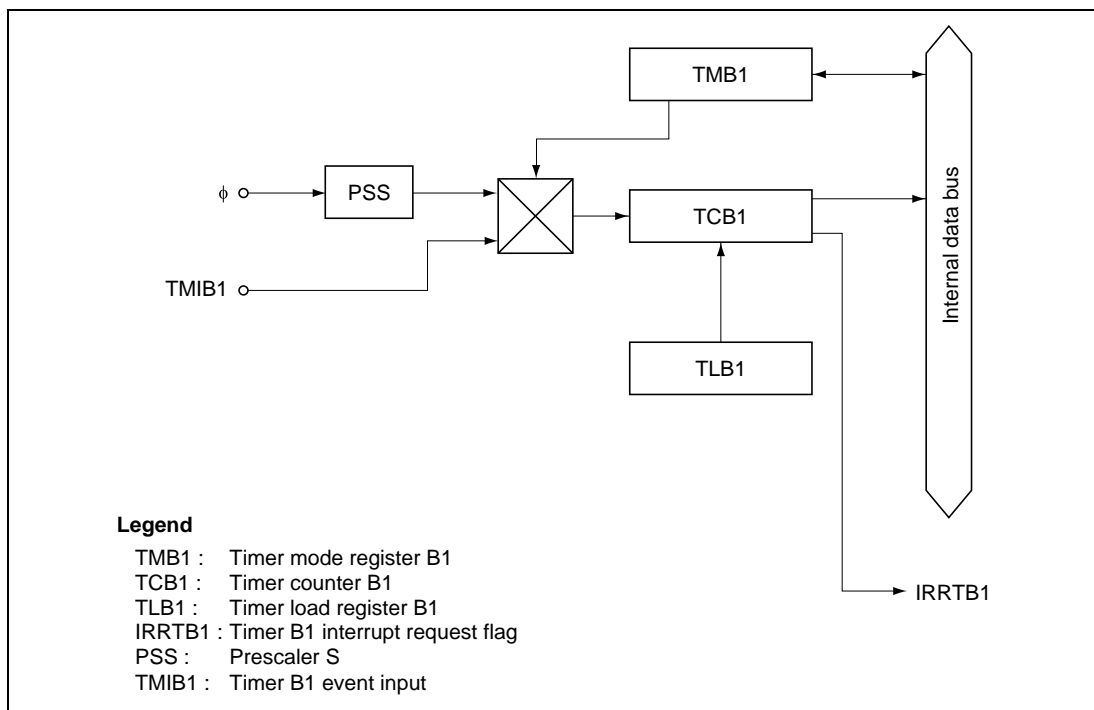 TMB1
φ
PSS
TCB1
TMIB1
TLB1
Internal data bus
IRRTB1
Legend
TMB1 : Timer mode register B1
TCB1 : Timer counter B1
TLB1 : Timer load register B1
IRRTB1 : Timer B1 interrupt request flag
PSS : Prescaler S
TMIB1 : Timer B1 event input